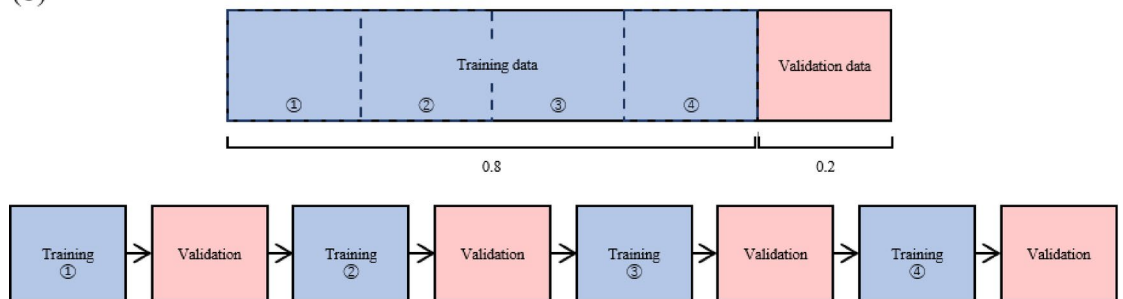 Training data
Validation data
① ② ③ ④
0.8 0.2
Training Validation Training Validation Training Validation Training Validation
① ② ③ ④